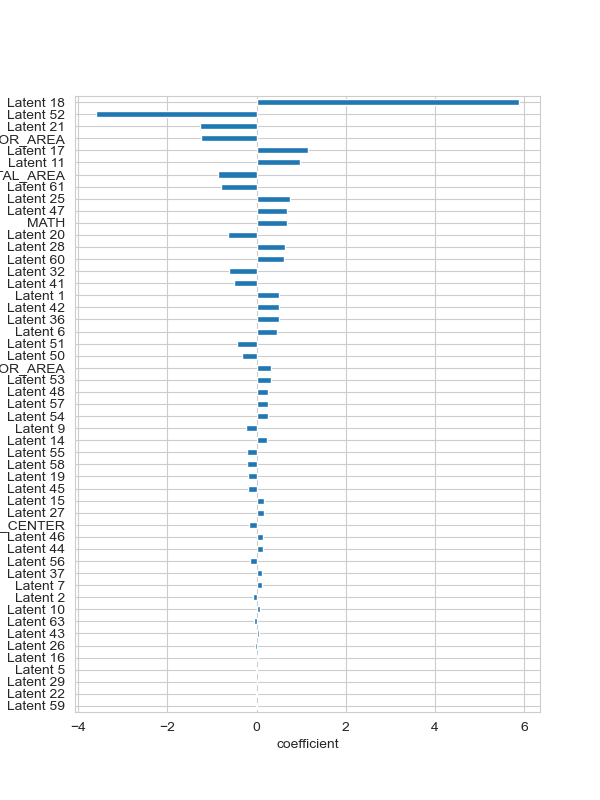 Latent 18
Latent 52
Latent 21
OR_AREA
Latent 17
Latent 11
TAL_AREA
Latent 61
Latent 25
Latent 47
MATH
Latent 20
Latent 28
Latent 60
Latent 32
Latent 41
Latent 1
Latent 42
Latent 36
Latent 6
Latent 51
Latent 50
OR_AREA
Latent 53
Latent 48
Latent 57
Latent 54
Latent 9
Latent 14
Latent 55
Latent 58
Latent 19
Latent 45
Latent 15
Latent 27
_CENTER
Latent 46
Latent 44
Latent 56
Latent 37
Latent 7
Latent 2
Latent 10
Latent 63
Latent 43
Latent 26
Latent 16
Latent 5
Latent 29
Latent 22
Latent 59
−4 −2 0 2 4 6
coefficient